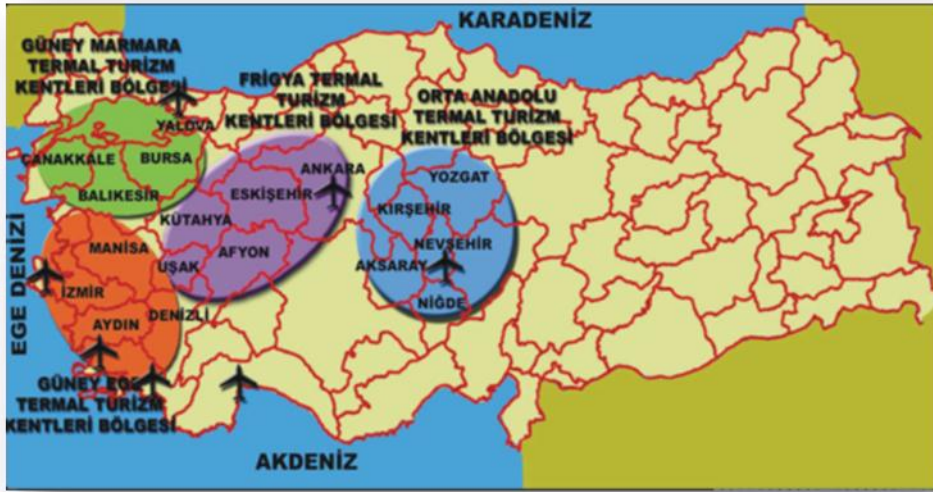 KARADENİZ
GÜNEY MARMARA
TERMAL TURİZM
KENTLERİ BÖLGESİ
FRİGYA TERMAL
TURİZM
KENTLERİ BÖLGESİ
ORTA ANADOLU
TERMAL TURİZM
KENTLERİ BÖLGESİ
YALOVA
ÇANAKKALE
BURSA
BALIKESİR
ANKARA
ESKİŞEHİR
KÜTAHYA
AFYON
UŞAK
YOZGAT
KIRŞEHİR
NEVŞEHİR
AKSARAY
NİĞDE
MANİSA
İZMİR
AYDIN
DENİZLİ
EGE DENİZİ
GÜNEY EGE
TERMAL TURİZM
KENTLERİ BÖLGESİ
AKDENİZ